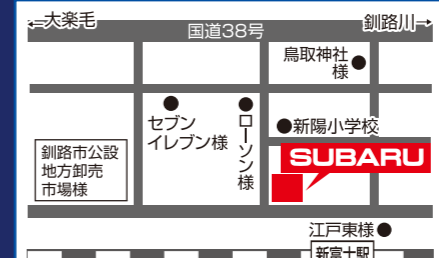 ←大楽毛
釧路川→
国道38号
鳥取神社
様
セブン
イレブン様
ローソン様
新陽小学校
釧路市公設
地方卸売
市場様
SUBARU
江戸東様
新富士駅